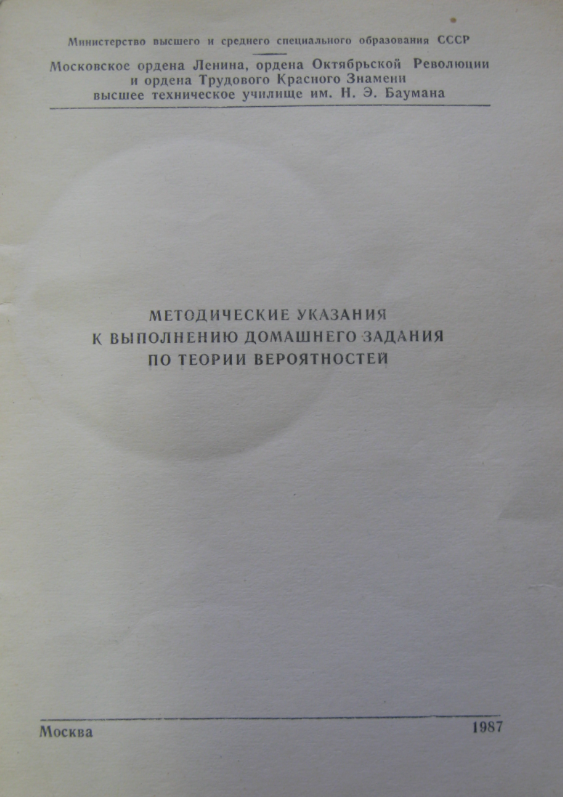 Министерство высшего и среднего специального образования СССР
Московское ордена Ленина, ордена Октябрьской Революции
и ордена Трудового Красного Знамени
высшее техническое училище им. Н. Э. Баумана
МЕТОДИЧЕСКИЕ УКАЗАНИЯ
К ВЫПОЛНЕНИЮ ДОМАШНЕГО ЗАДАНИЯ
ПО ТЕОРИИ ВЕРОЯТНОСТЕЙ
Москва
1987